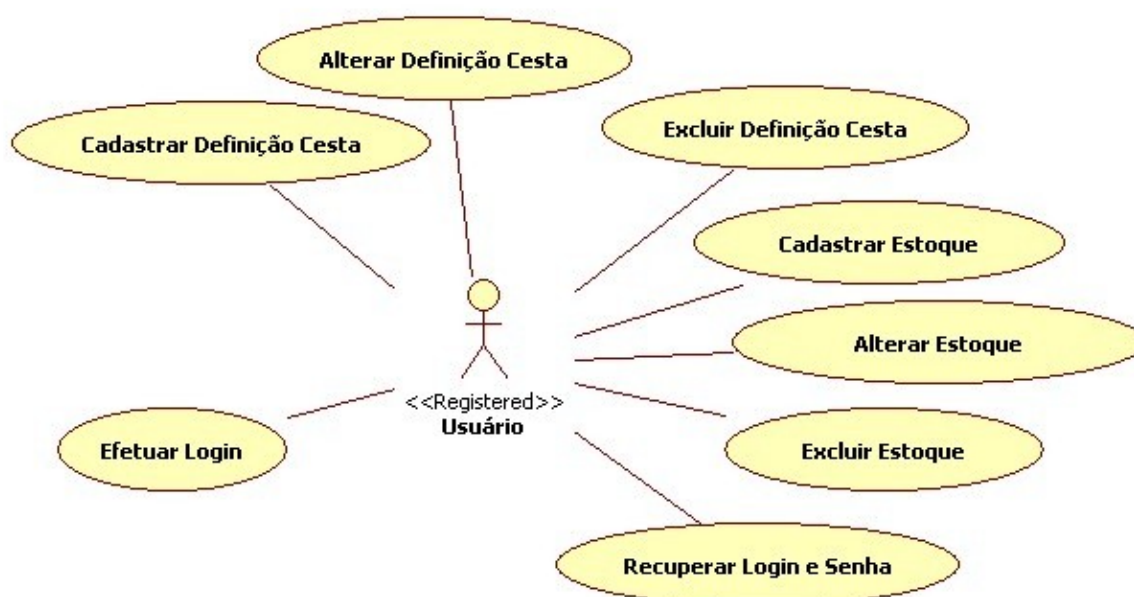 Alterar Definição Cesta
Cadastrar Definição Cesta
Excluir Definição Cesta
Cadastrar Estoque
Alterar Estoque
<<Registered>>
Usuário
Efetuar Login
Excluir Estoque
Recuperar Login e Senha